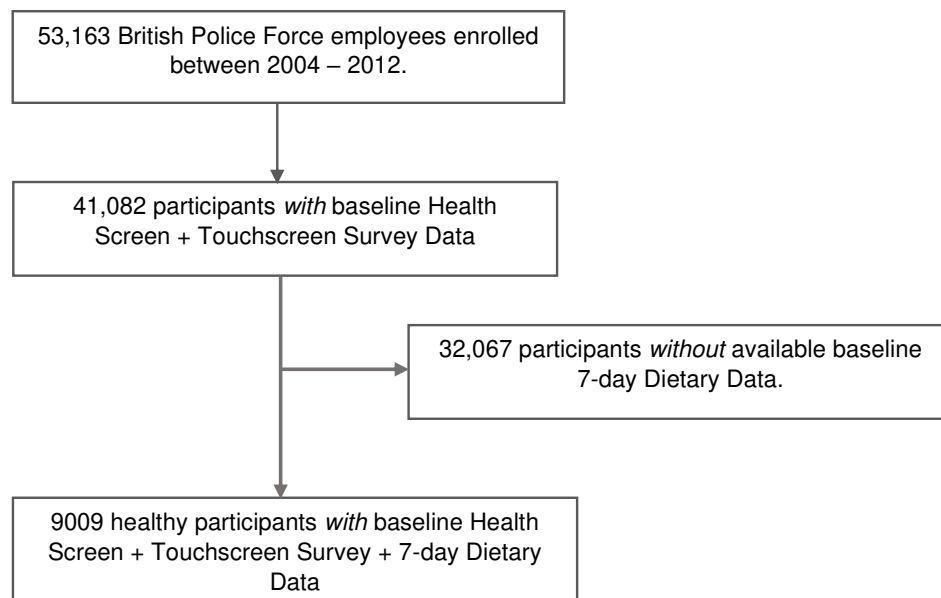 53,163 British Police Force employees enrolled
between 2004 – 2012.
41,082 participants with baseline Health
Screen + Touchscreen Survey Data
32,067 participants without available baseline
7-day Dietary Data.
9009 healthy participants with baseline Health
Screen + Touchscreen Survey + 7-day Dietary
Data